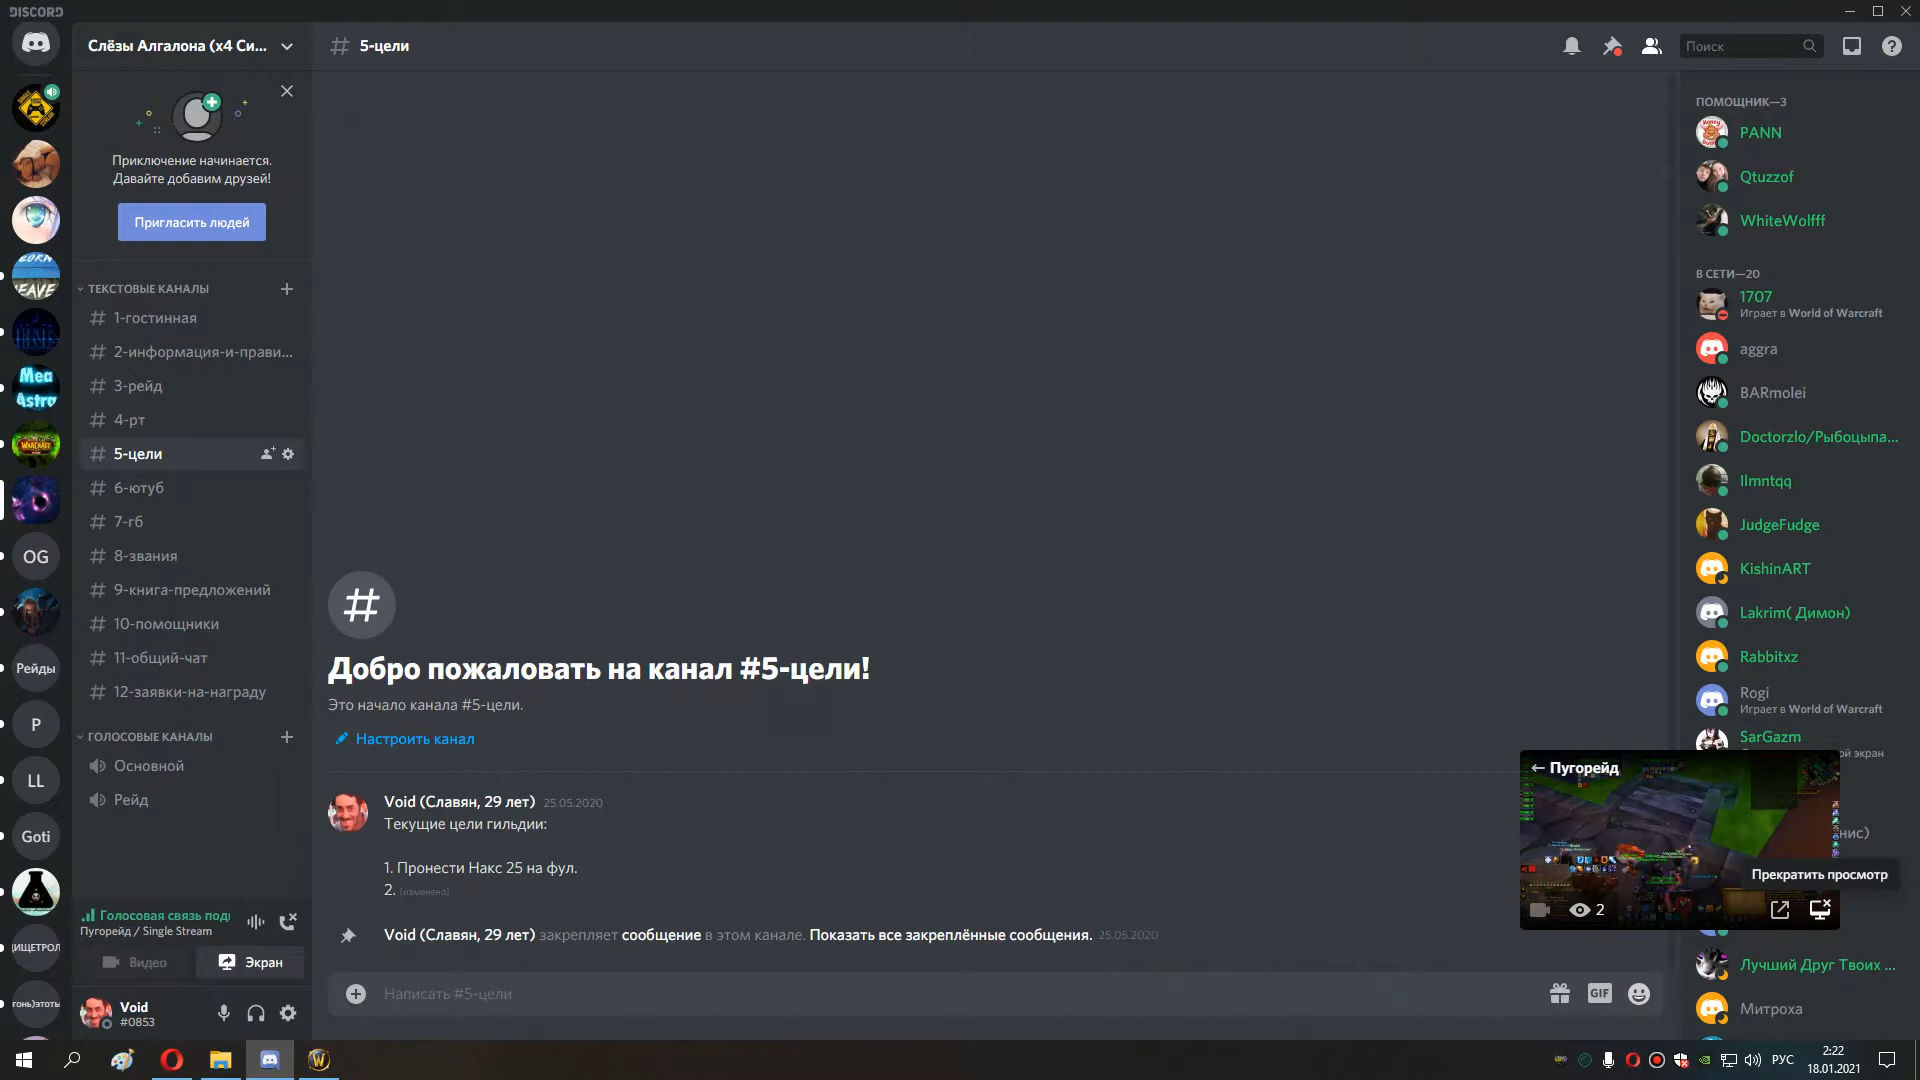 DISCORD
Слёзы Алгалона (x4 Си...
5-цели
Поиск
Приключение начинается.
Давайте добавим друзей!
Пригласить людей
ТЕКСТОВЫЕ КАНАЛЫ
1-гостинная
2-информация-и-прави...
3-рейд
4-рт
5-цели
6-ютуб
7-гб
8-звания
9-книга-предложений
10-помощники
11-общий-чат
12-заявки-на-награду
ГОЛОСОВЫЕ КАНАЛЫ
Основной
Рейд
Mea
Astra
OG
Рейды
P
LL
Goti
Голосовая связь под
Пугорейд / Single Stream
Видео
Экран
Void
#0853
Добро пожаловать на канал #5-цели!
Это начало канала #5-цели.
Настроить канал
Void (Славян, 29 лет) 25.05.2020
Текущие цели гильдии:
1. Пронести Накс 25 на фул.
2. (изменено)
Void (Славян, 29 лет) закрепляет сообщение в этом канале. Показать все закреплённые сообщения. 25.05.2020
Написать #5-цели
GIF
ПОМОЩНИК—3
PANN
Qtuzzof
WhiteWolfff
В СЕТИ—20
1707
Играет в World of Warcraft
aggra
BARmolei
Doctorzlo/Рыбоцыпа...
Ilmntqq
JudgeFudge
KishinART
Lakrim( Димон)
Rabbitxz
Rogi
Играет в World of Warcraft
SarGazm
ой экран
Пугорейд
нис)
Прекратить просмотр
2
Лучший Друг Твоих ...
Митроха
РУС
2:22
18.01.2021